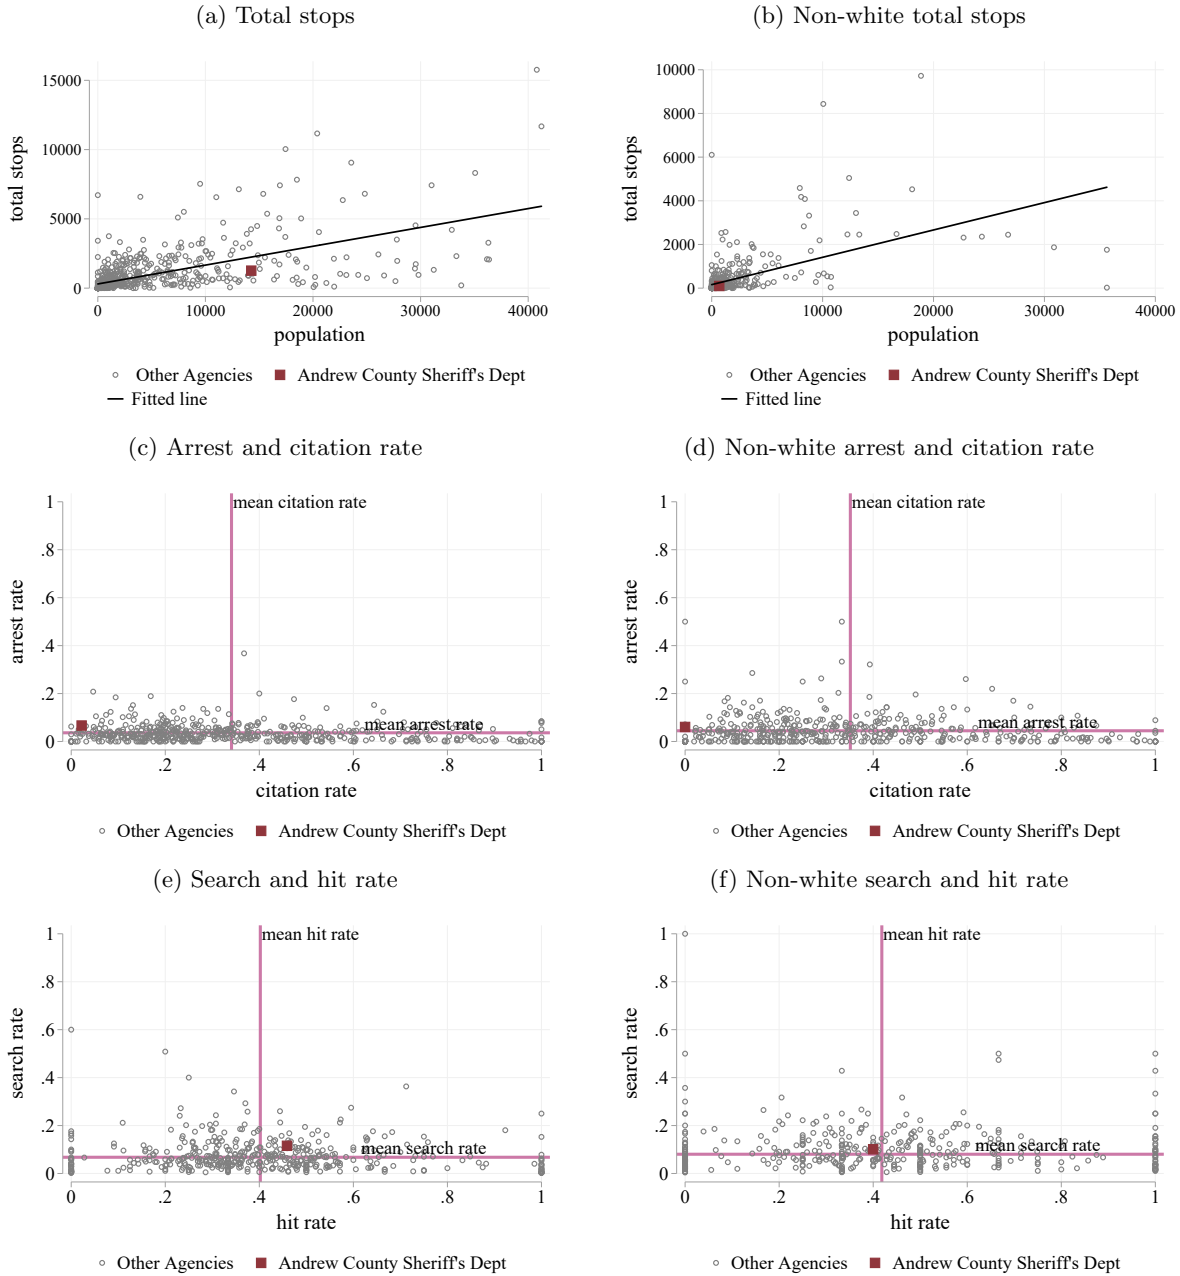 (a) Total stops
(b) Non-white total stops
total stops
15000
10000
5000
0
0 10000 20000 30000 40000
population
Other Agencies Andrew County Sheriff's Dept
Fitted line
total stops
10000
8000
6000
4000
2000
0
0 10000 20000 30000 40000
population
Other Agencies Andrew County Sheriff's Dept
Fitted line
(c) Arrest and citation rate
(d) Non-white arrest and citation rate
arrest rate
1
.8
.6
.4
.2
0
mean citation rate
mean arrest rate
0 .2 .4 .6 .8 1
citation rate
Other Agencies Andrew County Sheriff's Dept
arrest rate
1
.8
.6
.4
.2
0
mean citation rate
mean arrest rate
0 .2 .4 .6 .8 1
citation rate
Other Agencies Andrew County Sheriff's Dept
(e) Search and hit rate
(f) Non-white search and hit rate
search rate
1
.8
.6
.4
.2
0
mean hit rate
mean search rate
0 .2 .4 .6 .8 1
hit rate
Other Agencies Andrew County Sheriff's Dept
search rate
1
.8
.6
.4
.2
0
mean hit rate
mean search rate
0 .2 .4 .6 .8 1
hit rate
Other Agencies Andrew County Sheriff's Dept